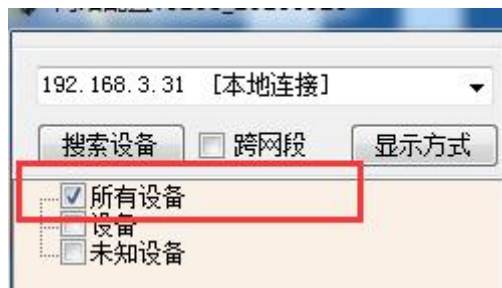 192.168.3.31 [本地连接]
搜索设备 跨网段 显示方式
所有设备
设备
未知设备